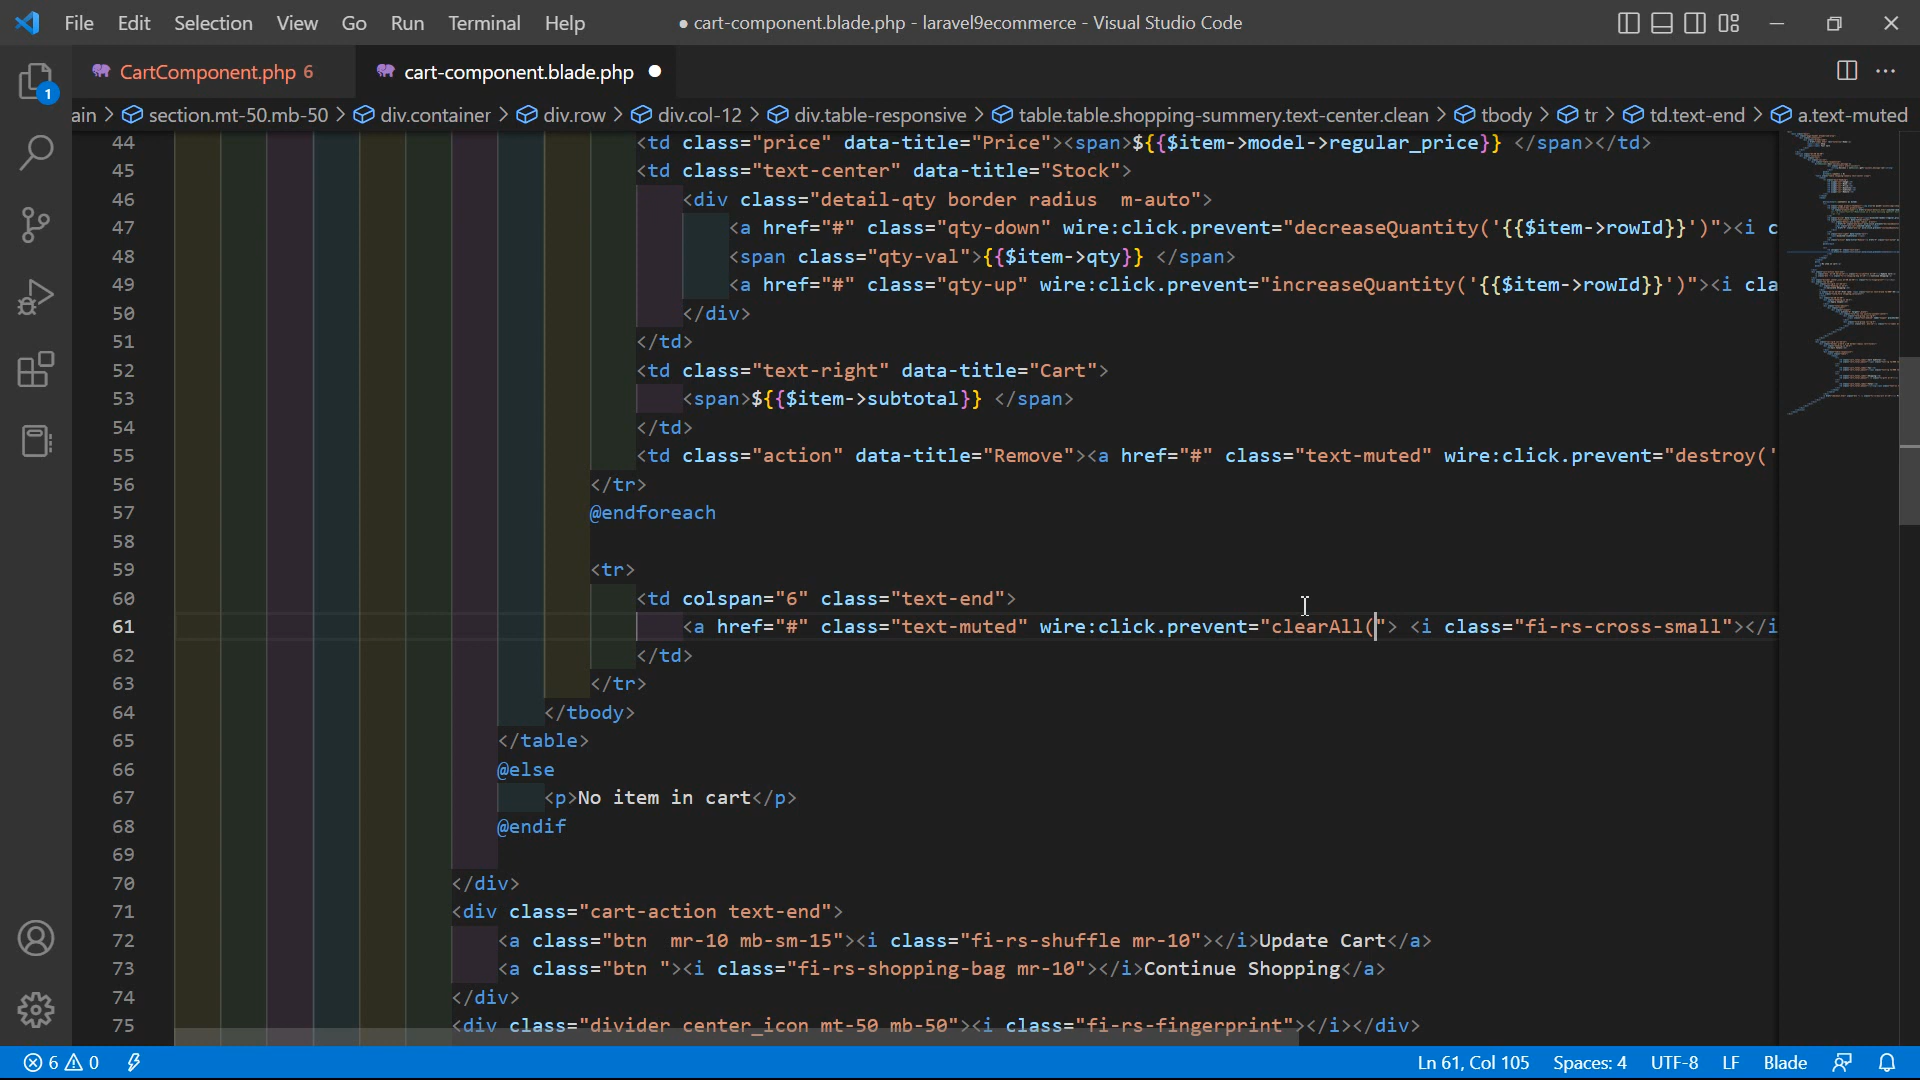 File Edit Selection View Go Run Terminal Help ● cart-component.blade.php - laravel9ecommerce - Visual Studio Code
CartComponent.php 6 cart-component.blade.php ●
ain > section.mt-50.mb-50 > div.container > div.row > div.col-12 > div.table-responsive > table.table.shopping-summery.text-center.clean > tbody > tr > td.text-end > a.text-muted
1
44 <td class="price" data-title="Price"><span>${{$item->model->regular_price}} </span></td>
45 <td class="text-center" data-title="Stock">
46 <div class="detail-qty border radius  m-auto">
47 <a href="#" class="qty-down" wire:click.prevent="decreaseQuantity('{{$item->rowId}}')"><i c
48 <span class="qty-val">{{$item->qty}} </span>
49 <a href="#" class="qty-up" wire:click.prevent="increaseQuantity('{{$item->rowId}}')"><i cla
50 </div>
51 </td>
52 <td class="text-right" data-title="Cart">
53 <span>${{$item->subtotal}} </span>
54 </td>
55 <td class="action" data-title="Remove"><a href="#" class="text-muted" wire:click.prevent="destroy('
56 </tr>
57 @endforeach
58
59 <tr>
60 <td colspan="6" class="text-end">
61 <a href="#" class="text-muted" wire:click.prevent="clearAll("> <i class="fi-rs-cross-small"></i
62 </td>
63 </tr>
64 </tbody>
65 </table>
66 @else
67 <p>No item in cart</p>
68 @endif
69
70 </div>
71 <div class="cart-action text-end">
72 <a class="btn  mr-10 mb-sm-15"><i class="fi-rs-shuffle mr-10"></i>Update Cart</a>
73 <a class="btn "><i class="fi-rs-shopping-bag mr-10"></i>Continue Shopping</a>
74 </div>
75 <div class="divider center_icon mt-50 mb-50"><i class="fi-rs-fingerprint"></i></div>
6 0 Ln 61, Col 105 Spaces: 4 UTF-8 LF Blade